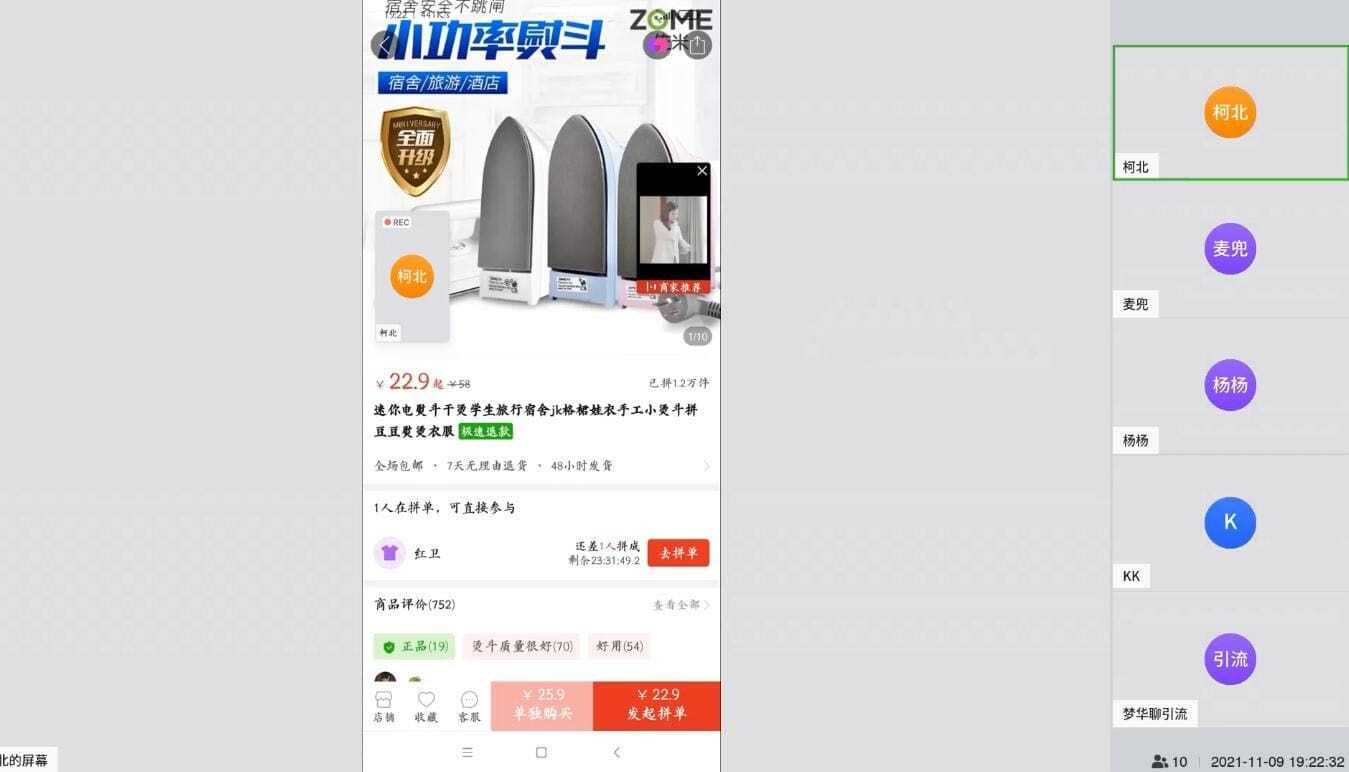 宿舍安全不跳闸
19:22
ZOME
小功率熨斗
宿舍/旅游/酒店
ANNIVERSARY
全面
升级
REC
柯北
柯北
商家推荐
1/10
¥ 22.9起 ¥58
已拼1.2万件
迷你电熨斗干烫学生旅行宿舍jk格裙娃衣手工小烫斗拼
豆豆熨烫衣服 极速退款
全场包邮 · 7天无理由退货 · 48小时发货
1人在拼单，可直接参与
红卫
还差1人拼成
剩余23:31:49.2
去拼单
商品评价(752)
查看全部
正品(19)
烫斗质量很好(70)
好用(54)
店铺
收藏
客服
¥ 25.9
单独购买
¥ 22.9
发起拼单
柯北
柯北
麦兜
麦兜
杨杨
杨杨
K
KK
引流
梦华聊引流
北的屏幕
10
2021-11-09 19:22:32